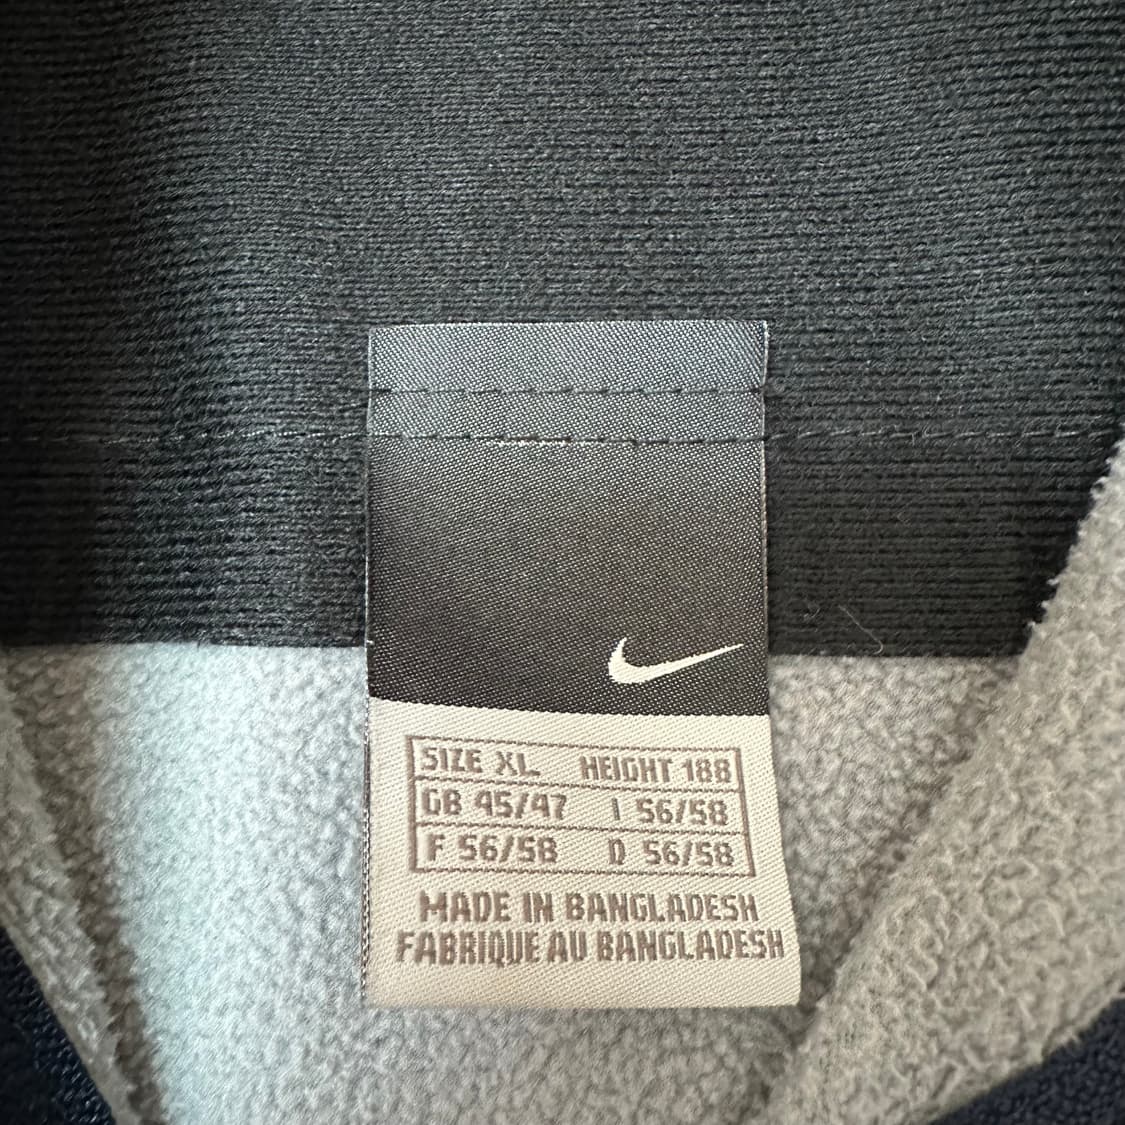 SIZE XL HEIGHT 188
GB 45/47 I 56/58
F 56/58 D 56/58
MADE IN BANGLADESH
FABRIQUE AU BANGLADESH